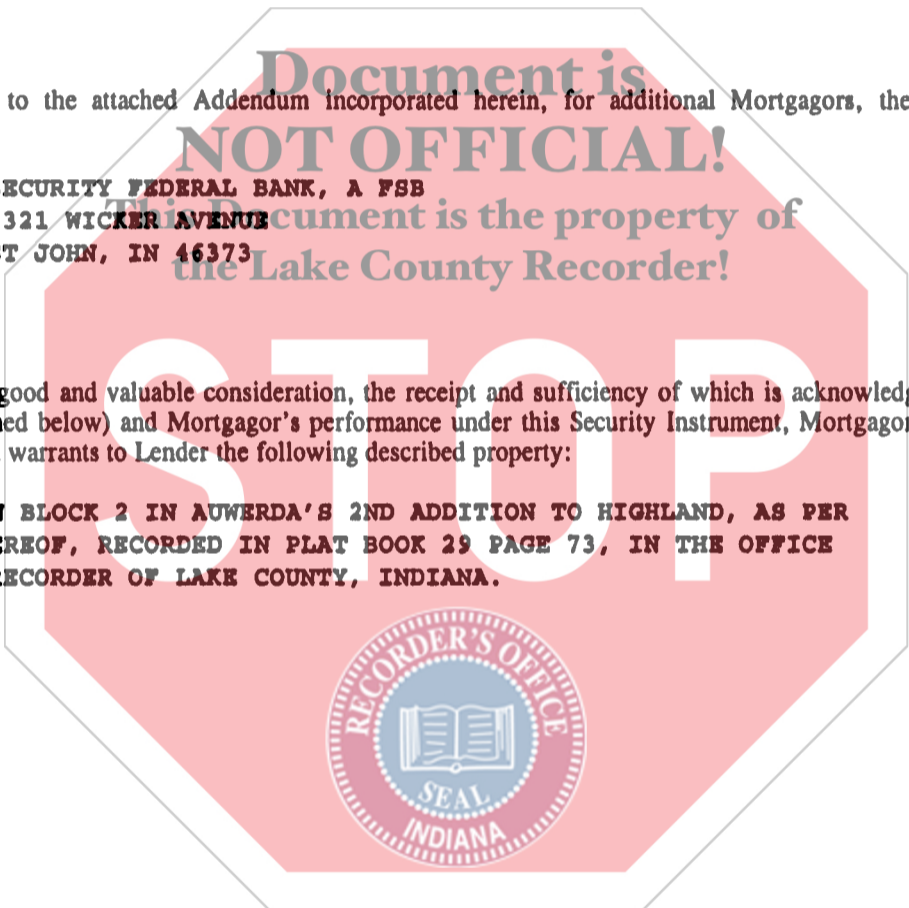 Document is
to the attached Addendum incorporated herein, for additional Mortgagors, the
NOT OFFICIAL!
ECURITY FEDERAL BANK, A FSB
This Document is the property of
321 WICKER AVENUE
T JOHN, IN 46373
the Lake County Recorder!
STOP
good and valuable consideration, the receipt and sufficiency of which is acknowledg
ed below) and Mortgagor's performance under this Security Instrument, Mortgagor
warrants to Lender the following described property:
BLOCK 2 IN AUWERDA'S 2ND ADDITION TO HIGHLAND, AS PER
EREOF, RECORDED IN PLAT BOOK 29 PAGE 73, IN THE OFFICE
RECORDER OF LAKE COUNTY, INDIANA.
RECORDER'S OFFICE
SEAL
INDIANA